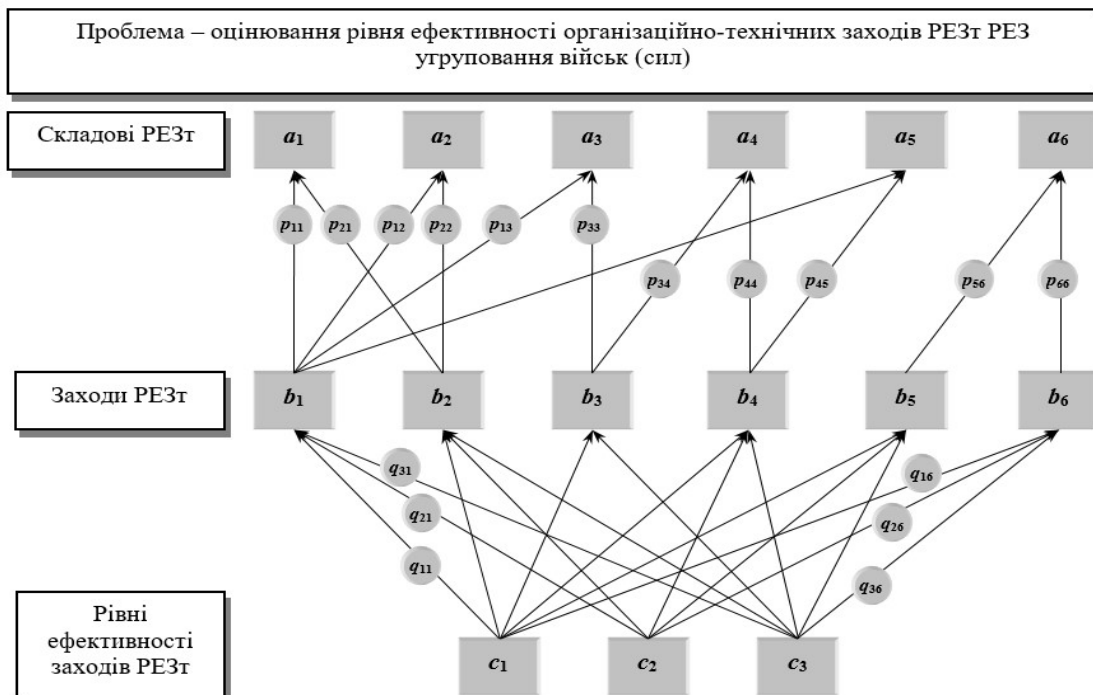 Проблема – оцінювання рівня ефективності організаційно-технічних заходів РЕЗт РЕЗ
угруповання військ (сил)
Складові РЕЗт
a1 a2 a3 a4 a5 a6
p11 p21 p12 p22 p13 p33
p34 p44 p45 p56 p66
Заходи РЕЗт
b1 b2 b3 b4 b5 b6
q31 q16
q21 q26
q11 q36
Рівні
ефективності
заходів РЕЗт
c1 c2 c3